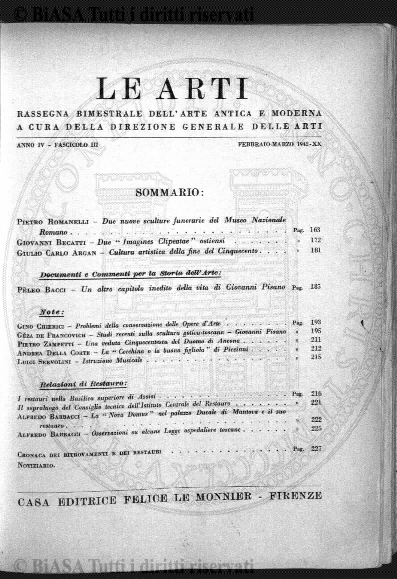 © BiASA Tutti i diritti riservati
LE ARTI
RASSEGNA BIMESTRALE DELL'ARTE ANTICA E MODERNA
A CURA DELLA DIREZIONE GENERALE DELLE ARTI
ANNO IV - FASCICOLO III FEBBRAIO-MARZO 1942-XX
SOMMARIO:
PIETRO ROMANELLI – Due nuove sculture funerarie del Museo Nazionale
Romano . . . Pag. 163
GIOVANNI BECATTI – Due "Imagines Clipeatae" ostiensi . . . » 172
GIULIO CARLO ARGAN – Cultura artistica della fine del Cinquecento . . . » 181
Documenti e Commenti per la Storia dell'Arte:
PÈLEO BACCI – Un altro capitolo inedito della vita di Giovanni Pisano Pag. 185
Note:
GINO CHIERICI – Problemi della conservazione delle Opere d'Arte . . . Pag. 193
GÉZA DE FRANCOVICH – Studi recenti sulla scultura gotica-toscana – Giovanni Pisano » 195
PIETRO ZAMPETTI – Una veduta Cinquecentesca del Duomo di Ancona . . . » 211
ANDREA DELLA CORTE – La "Cecchina o la buona figliola" di Piccinni . . . » 212
LUIGI SERVOLINI – Istruzione Musicale . . . » 215
Relazioni di Restauro:
I restauri nella Basilica superiore di Assisi . . . Pag. 216
Il sopraluogo del Consiglio tecnico dell'Istituto Centrale del Restauro . . . » 221
ALFREDO BARBACCI – La "Nova Domus" nel palazzo Ducale di Mantova e il suo
restauro . . . » 222
ALFREDO BARBACCI – Osservazioni su alcune Logge ospedaliere toscane . . . » 225
CRONACA DEI RITROVAMENTI E DEI RESTAURI . . . Pag. 227
NOTIZIARIO.
CASA EDITRICE FELICE LE MONNIER - FIRENZE
© BiASA Tutti i diritti riservati